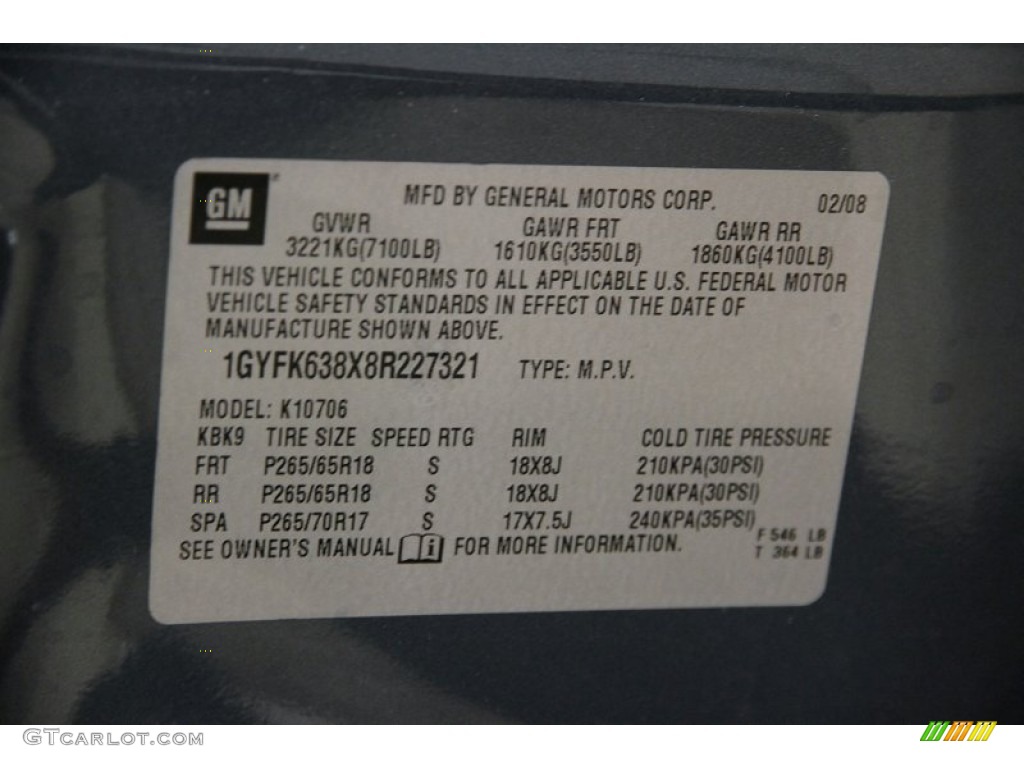 GM MFD BY GENERAL MOTORS CORP. 02/08
GVWR GAWR FRT GAWR RR
3221KG(7100LB) 1610KG(3550LB) 1860KG(4100LB)
THIS VEHICLE CONFORMS TO ALL APPLICABLE U.S. FEDERAL MOTOR
VEHICLE SAFETY STANDARDS IN EFFECT ON THE DATE OF
MANUFACTURE SHOWN ABOVE.
1GYFK638X8R227321 TYPE: M.P.V.
MODEL: K10706
KBK9 TIRE SIZE SPEED RTG RIM COLD TIRE PRESSURE
FRT P265/65R18 S 18X8J 210KPA(30PSI)
RR P265/65R18 S 18X8J 210KPA(30PSI)
SPA P265/70R17 S 17X7.5J 240KPA(35PSI)
F 546 LB
SEE OWNER'S MANUAL i FOR MORE INFORMATION. T 364 LB
GTCARLOT.COM